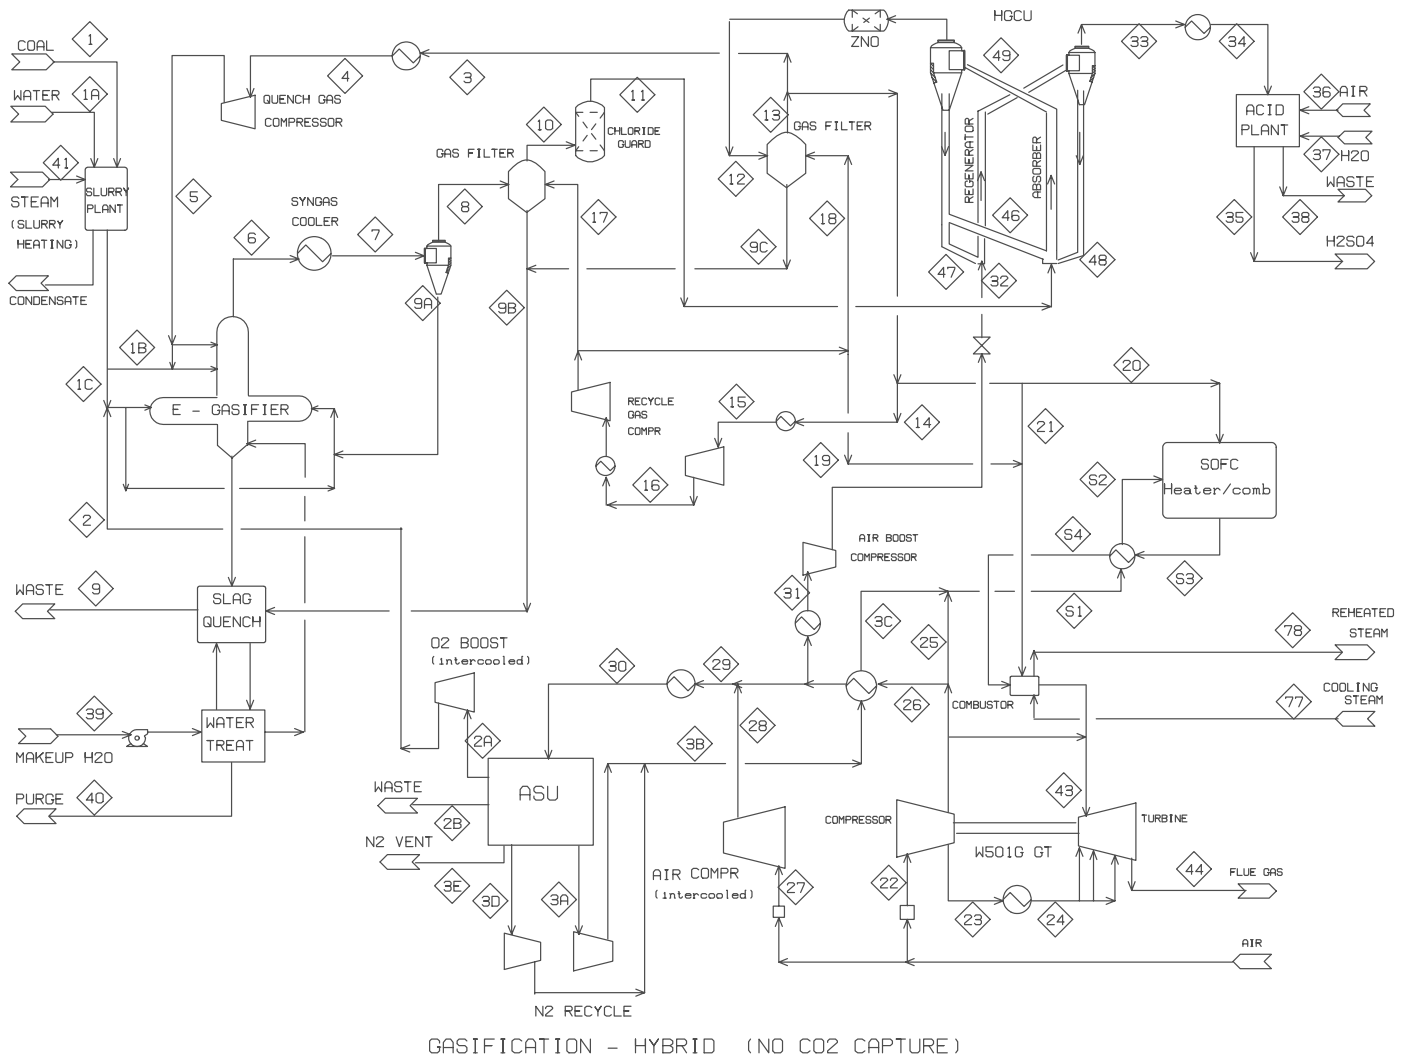 COAL
1
WATER
1A
STEAM
41
(SLURRY
HEATING)
SLURRY
PLANT
CONDENSATE
1B
1C
2
5
4
3
QUENCH GAS
COMPRESSOR
6
SYNGAS
COOLER
7
8
9A
GAS FILTER
10
CHLORIDE
GUARD
11
9B
17
ZNO
12
13
GAS FILTER
9C
18
HGCU
49
REGENERATOR
ABSORBER
46
47
32
48
33
34
ACID
PLANT
36
AIR
37
H2O
WASTE
35
38
H2SO4
E - GASIFIER
RECYCLE
GAS
COMPR
15
14
16
19
20
21
SOFC
Heater/comb
S2
S4
S3
S1
AIR BOOST
COMPRESSOR
31
3C
25
26
WASTE
9
SLAG
QUENCH
O2 BOOST
(intercooled)
30
29
28
78
REHEATED
STEAM
COMBUSTOR
COOLING
STEAM
77
39
MAKEUP H2O
WATER
TREAT
PURGE
40
2A
3B
ASU
WASTE
2B
N2 VENT
3E
3D
3A
AIR COMPR
(intercooled)
27
COMPRESSOR
22
W501G GT
43
TURBINE
44
FLUE GAS
23
24
AIR
N2 RECYCLE
GASIFICATION - HYBRID (NO CO2 CAPTURE)